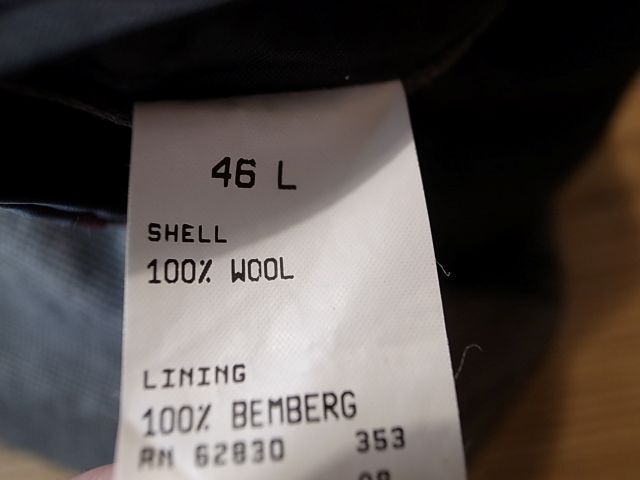 46 L
SHELL
100% WOOL
LINING
100% BEMBERG
RN 62830 353